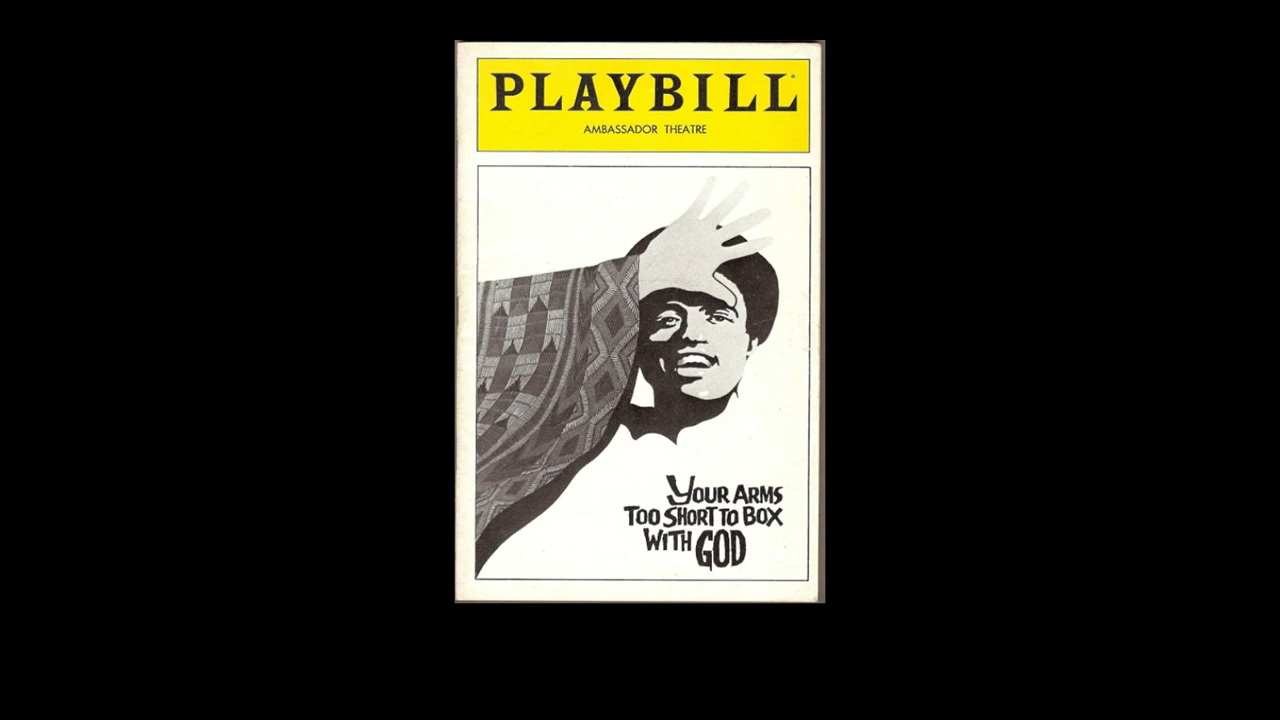 PLAYBILL®
AMBASSADOR THEATRE
YOUR ARMS
TOO SHORT TO BOX
WITH GOD